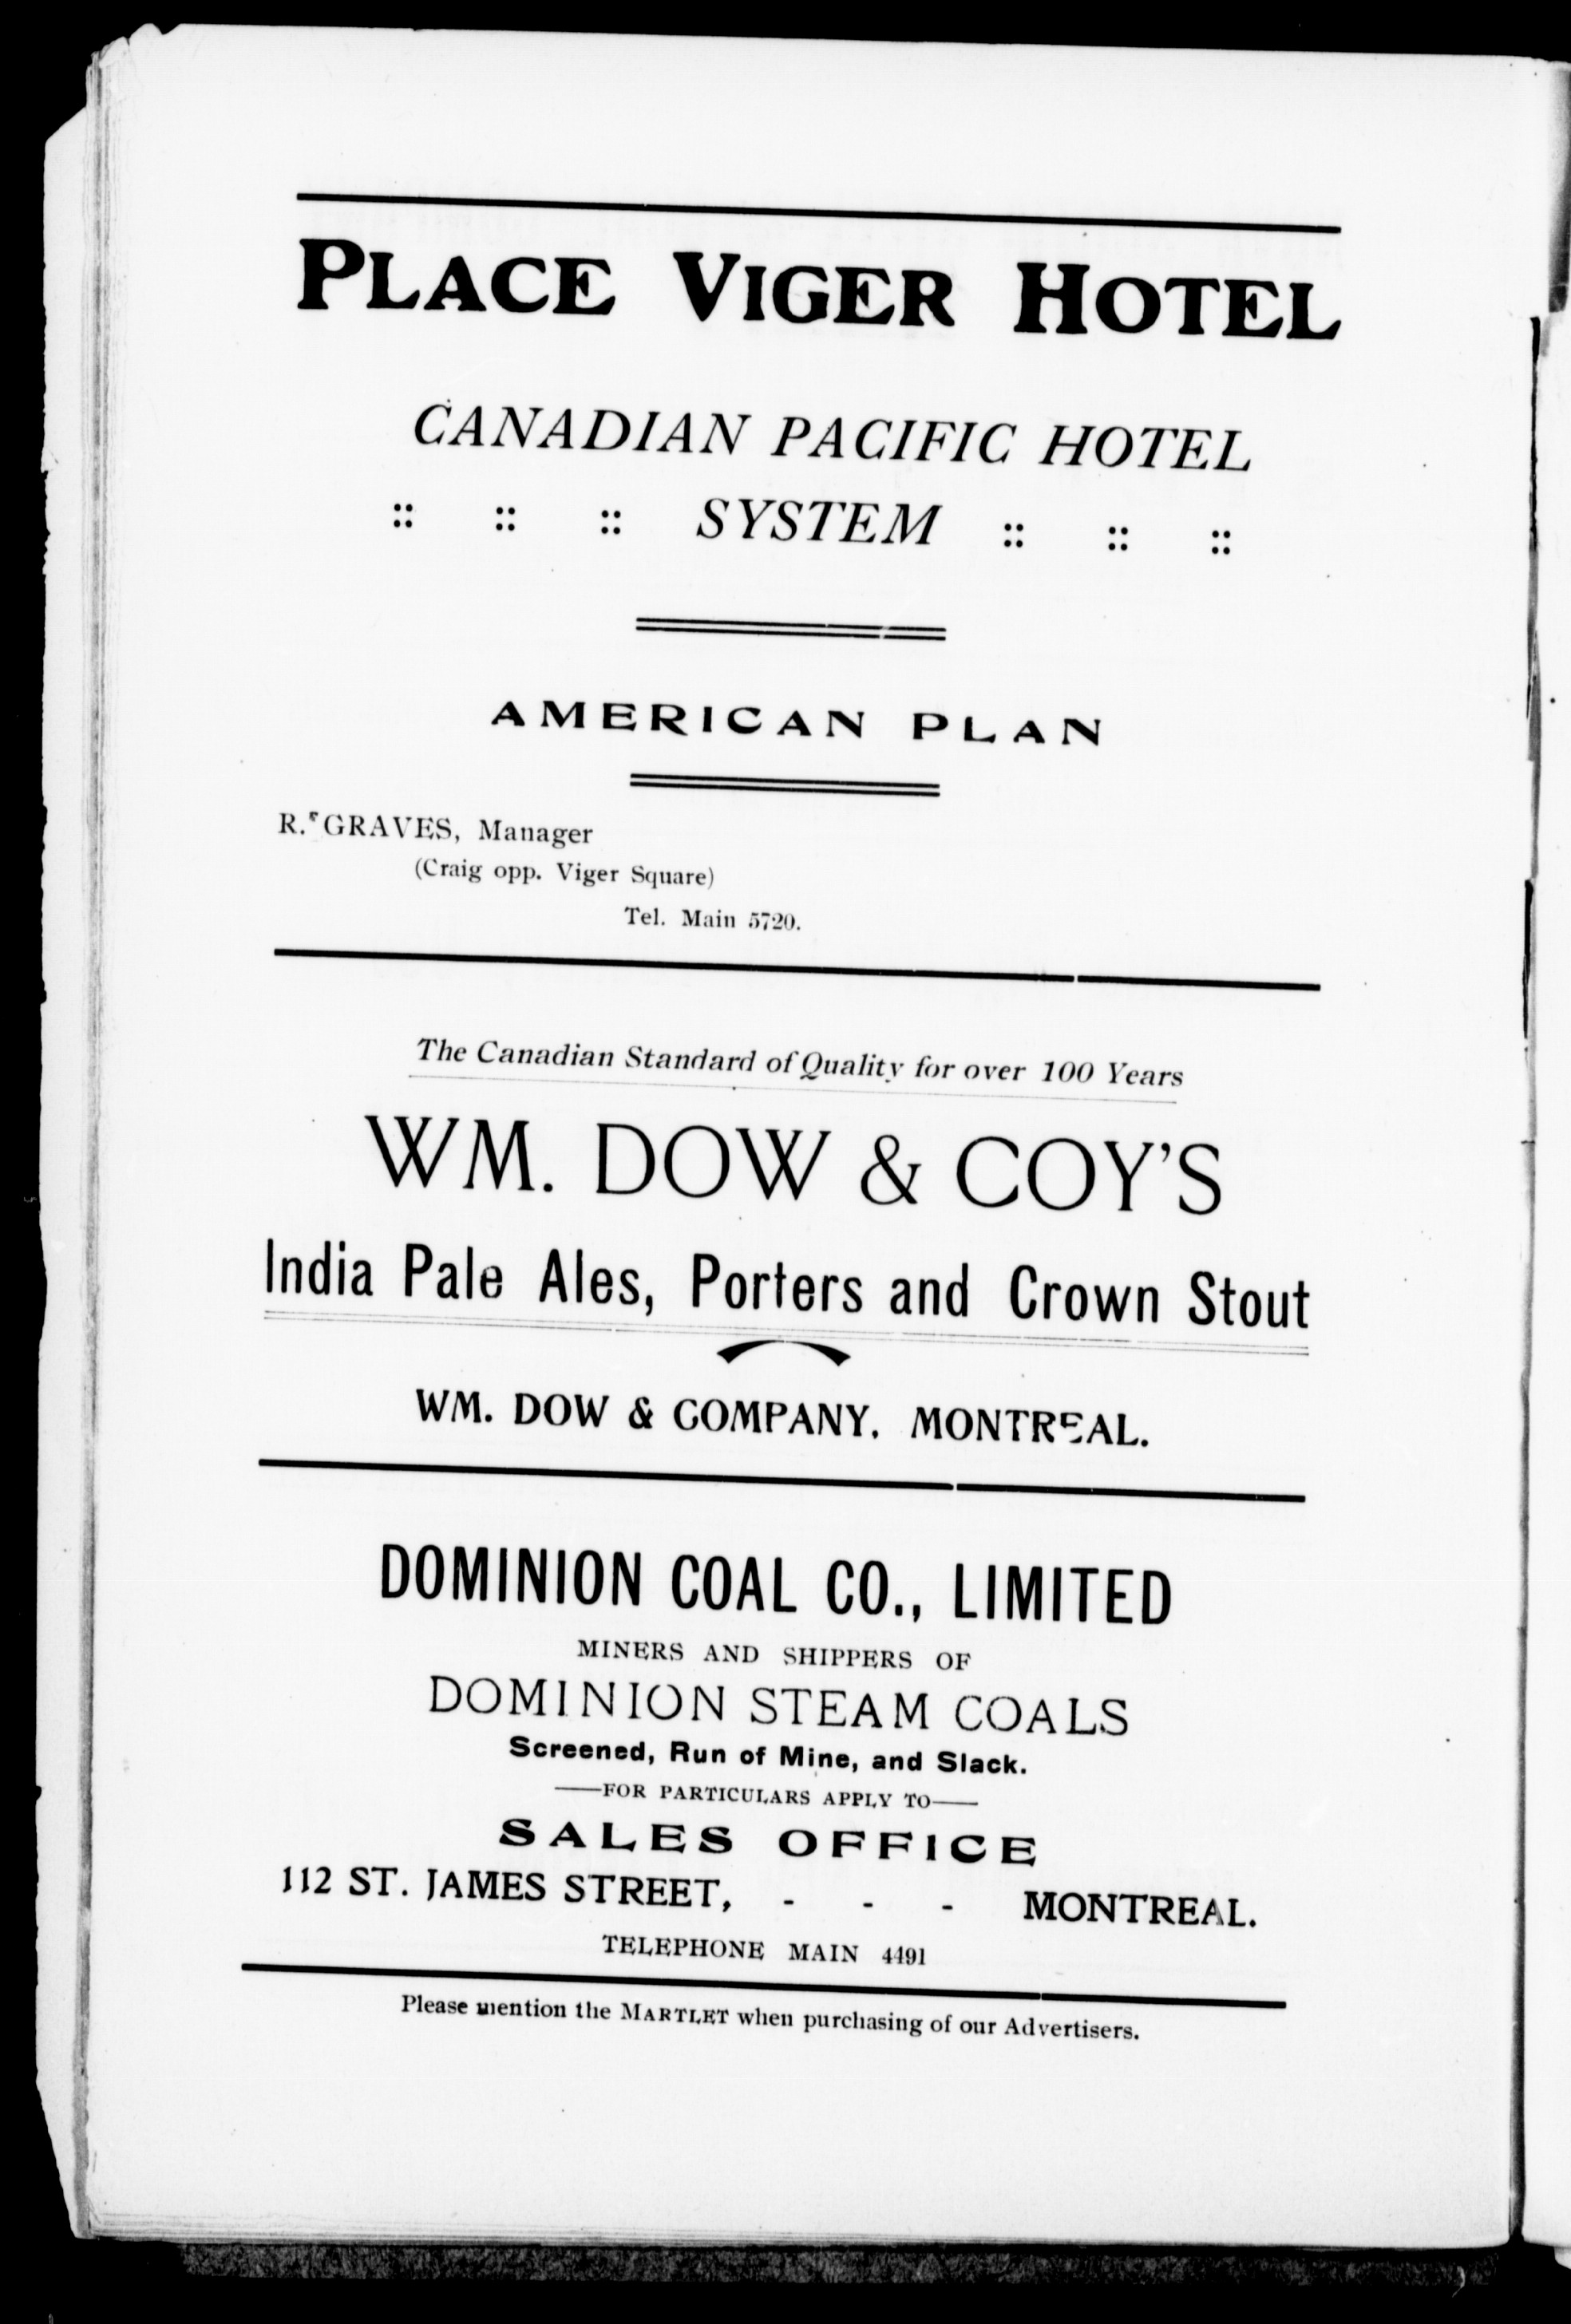 PLACE VIGER HOTEL
CANADIAN PACIFIC HOTEL
:: :: :: SYSTEM :: :: ::
AMERICAN PLAN
R. GRAVES, Manager
(Craig opp. Viger Square)
Tel. Main 5720.
The Canadian Standard of Quality for over 100 Years
WM. DOW & COY'S
India Pale Ales, Porters and Crown Stout
WM. DOW & COMPANY, MONTREAL.
DOMINION COAL CO., LIMITED
MINERS AND SHIPPERS OF
DOMINION STEAM COALS
Screened, Run of Mine, and Slack.
——FOR PARTICULARS APPLY TO——
SALES OFFICE
112 ST. JAMES STREET, - - - MONTREAL.
TELEPHONE MAIN 4491
Please mention the MARTLET when purchasing of our Advertisers.